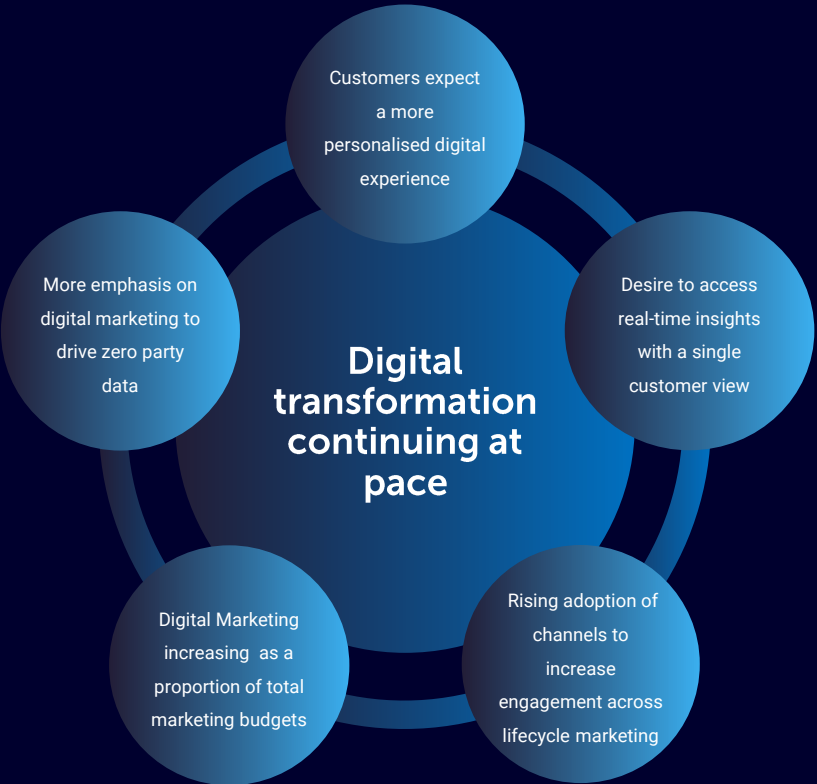 Customers expect
a more
personalised digital
experience
Desire to access
real-time insights
with a single
customer view
Rising adoption of
channels to
increase
engagement across
lifecycle marketing
Digital Marketing
increasing  as a
proportion of total
marketing budgets
More emphasis on
digital marketing to
drive zero party
data
Digital
transformation
continuing at
pace